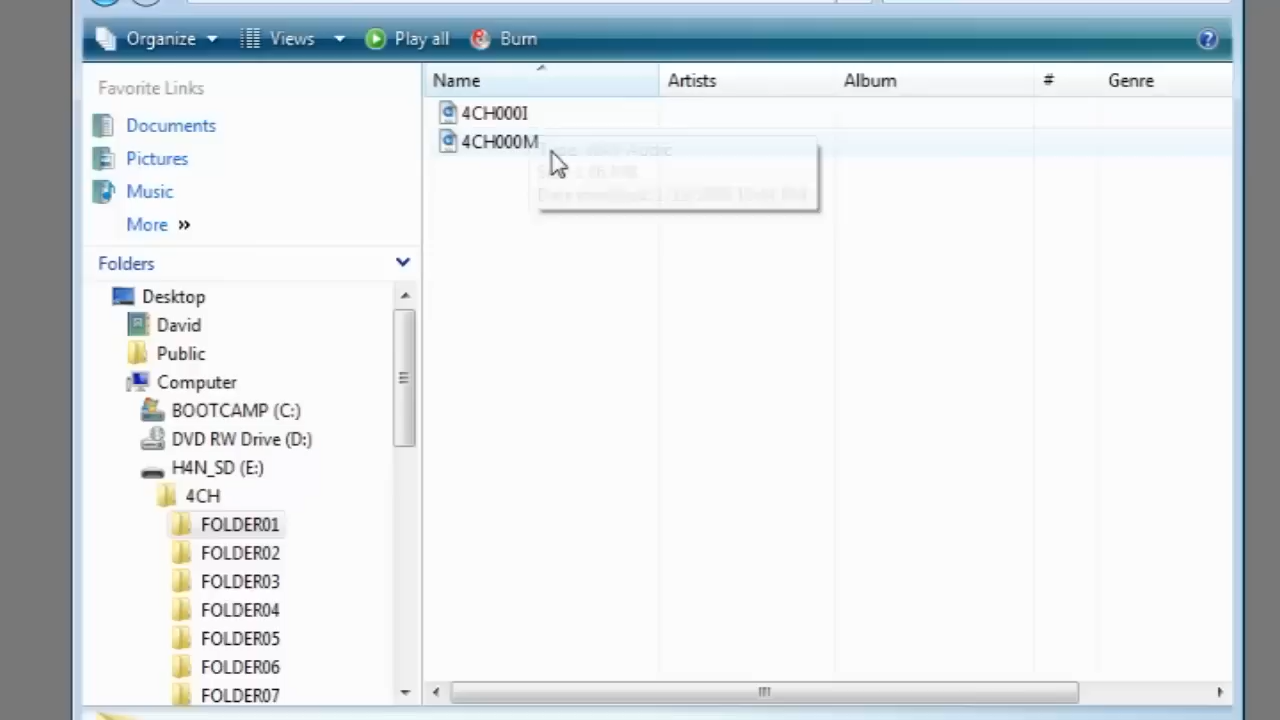 Organize Views Play all Burn
Favorite Links
Documents
Pictures
Music
More »
Folders
Desktop
David
Public
Computer
BOOTCAMP (C:)
DVD RW Drive (D:)
H4N_SD (E:)
4CH
FOLDER01
FOLDER02
FOLDER03
FOLDER04
FOLDER05
FOLDER06
FOLDER07
Name Artists Album # Genre
4CH000I
4CH000M